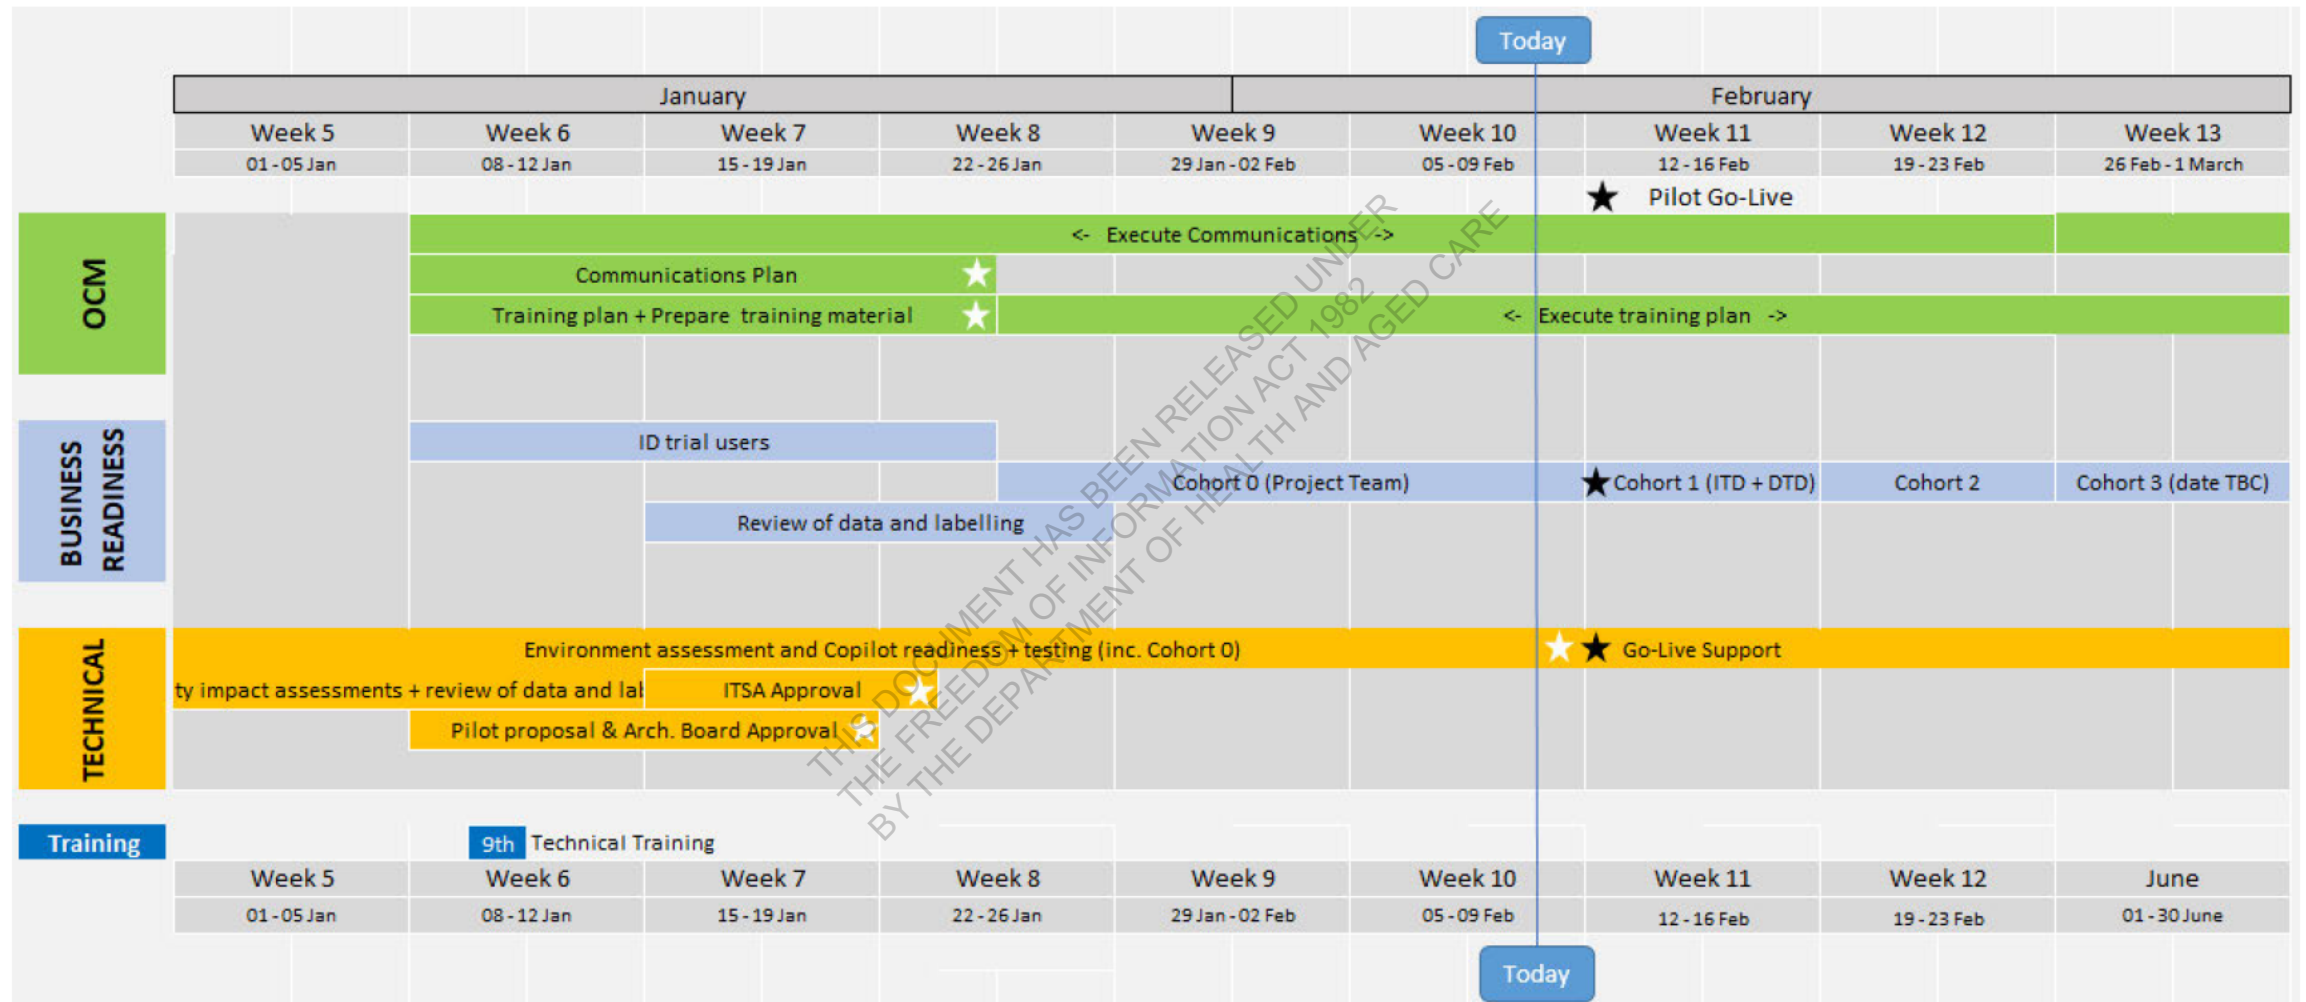 Today
January
February
Week 5
Week 6
Week 7
Week 8
Week 9
Week 10
Week 11
Week 12
Week 13
01 - 05 Jan
08 - 12 Jan
15 - 19 Jan
22 - 26 Jan
29 Jan - 02 Feb
05 - 09 Feb
12 - 16 Feb
19 - 23 Feb
26 Feb - 1 March
Pilot Go-Live
OCM
<- Execute Communications ->
Communications Plan
Training plan + Prepare training material
<- Execute training plan ->
BUSINESS
READINESS
ID trial users
Cohort 0 (Project Team)
Cohort 1 (ITD + DTD)
Cohort 2
Cohort 3 (date TBC)
Review of data and labelling
TECHNICAL
Environment assessment and Copilot readiness + testing (inc. Cohort 0)
Go-Live Support
ty impact assessments + review of data and lal
ITSA Approval
Pilot proposal & Arch. Board Approval
THIS DOCUMENT HAS BEEN RELEASED UNDER
THE FREEDOM OF INFORMATION ACT 1982
BY THE DEPARTMENT OF HEALTH AND AGED CARE
Training
9th
Technical Training
Week 5
Week 6
Week 7
Week 8
Week 9
Week 10
Week 11
Week 12
June
01 - 05 Jan
08 - 12 Jan
15 - 19 Jan
22 - 26 Jan
29 Jan - 02 Feb
05 - 09 Feb
12 - 16 Feb
19 - 23 Feb
01 - 30 June
Today